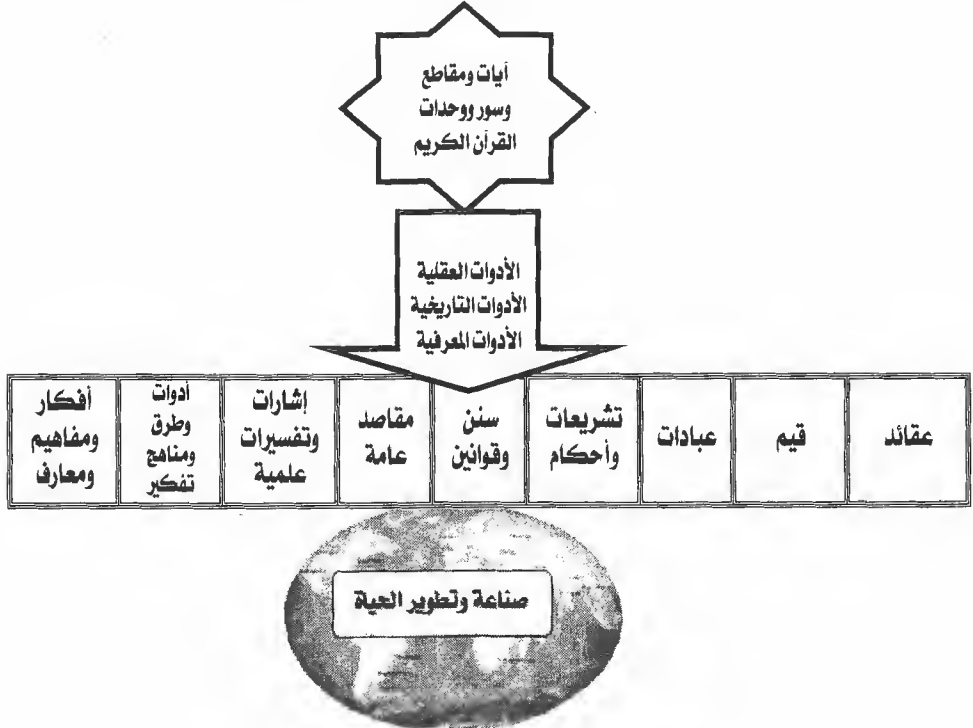 آيات ومقاطع
وسور ووحدات
القرآن الكريم
الأدوات العقلية
الأدوات التاريخية
الأدوات المعرفية
عقائد
قيم
عبادات
تشريعات
وأحكام
سنن
وقوانين
مقاصد
عامة
إشارات
وتفسيرات
علمية
أدوات
وطرق
ومناهج
تفكير
أفكار
ومفاهيم
ومعارف
صناعة وتطوير الحياة